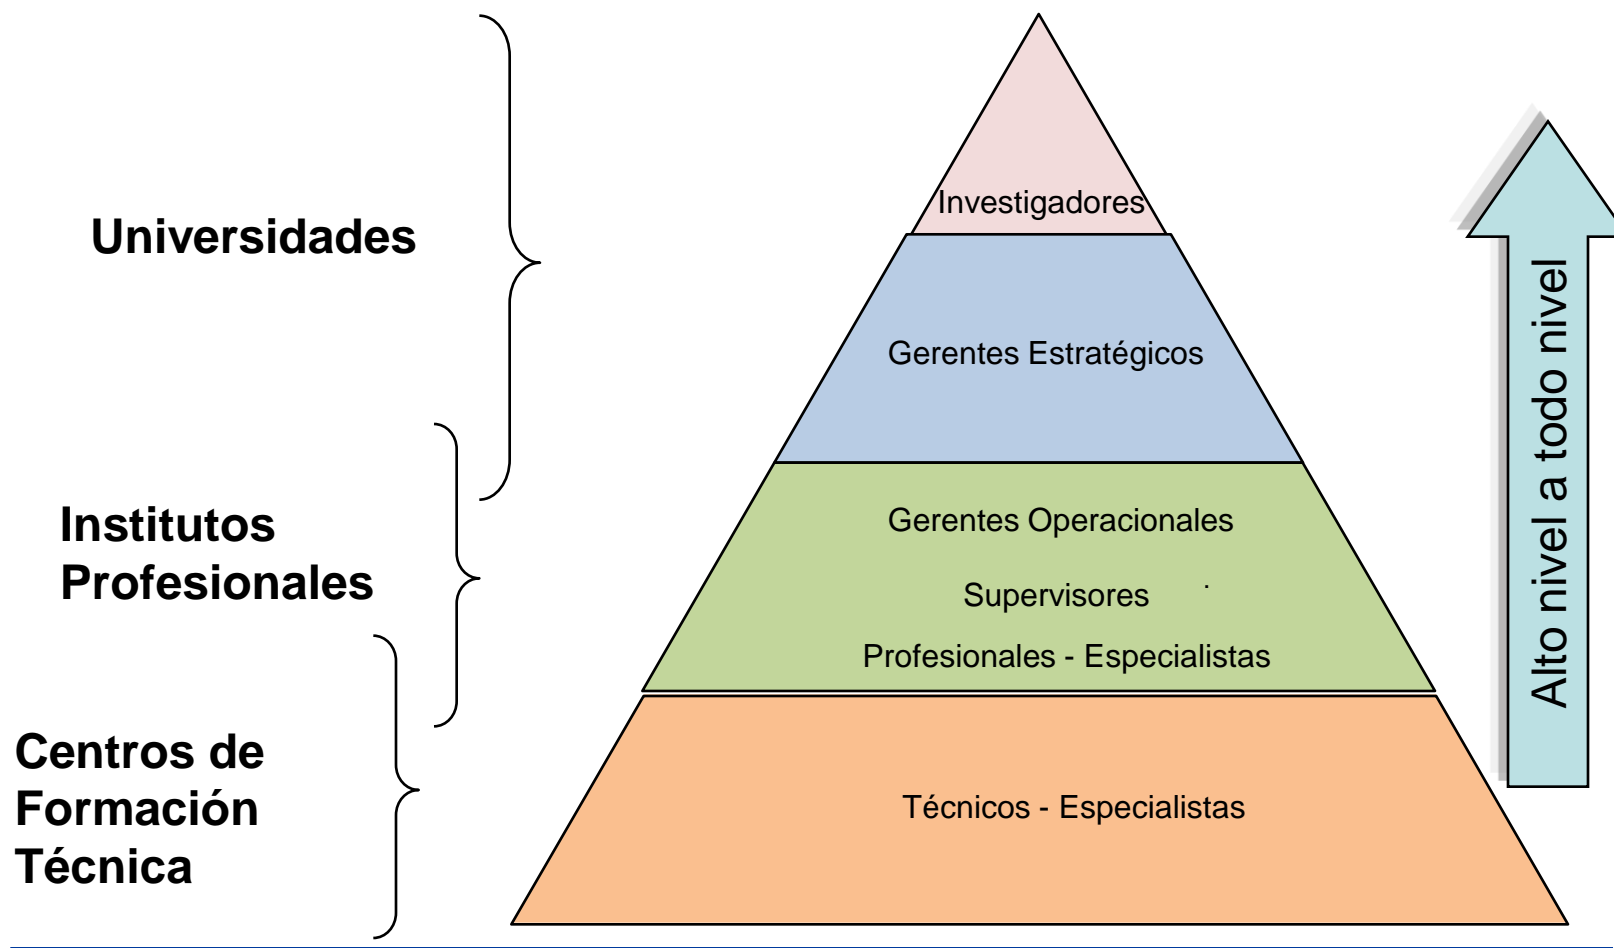 Universidades
Institutos
Profesionales
Centros de
Formación
Técnica
Investigadores
Gerentes Estratégicos
Gerentes Operacionales
Supervisores .
Profesionales - Especialistas
Técnicos - Especialistas
Alto nivel a todo nivel